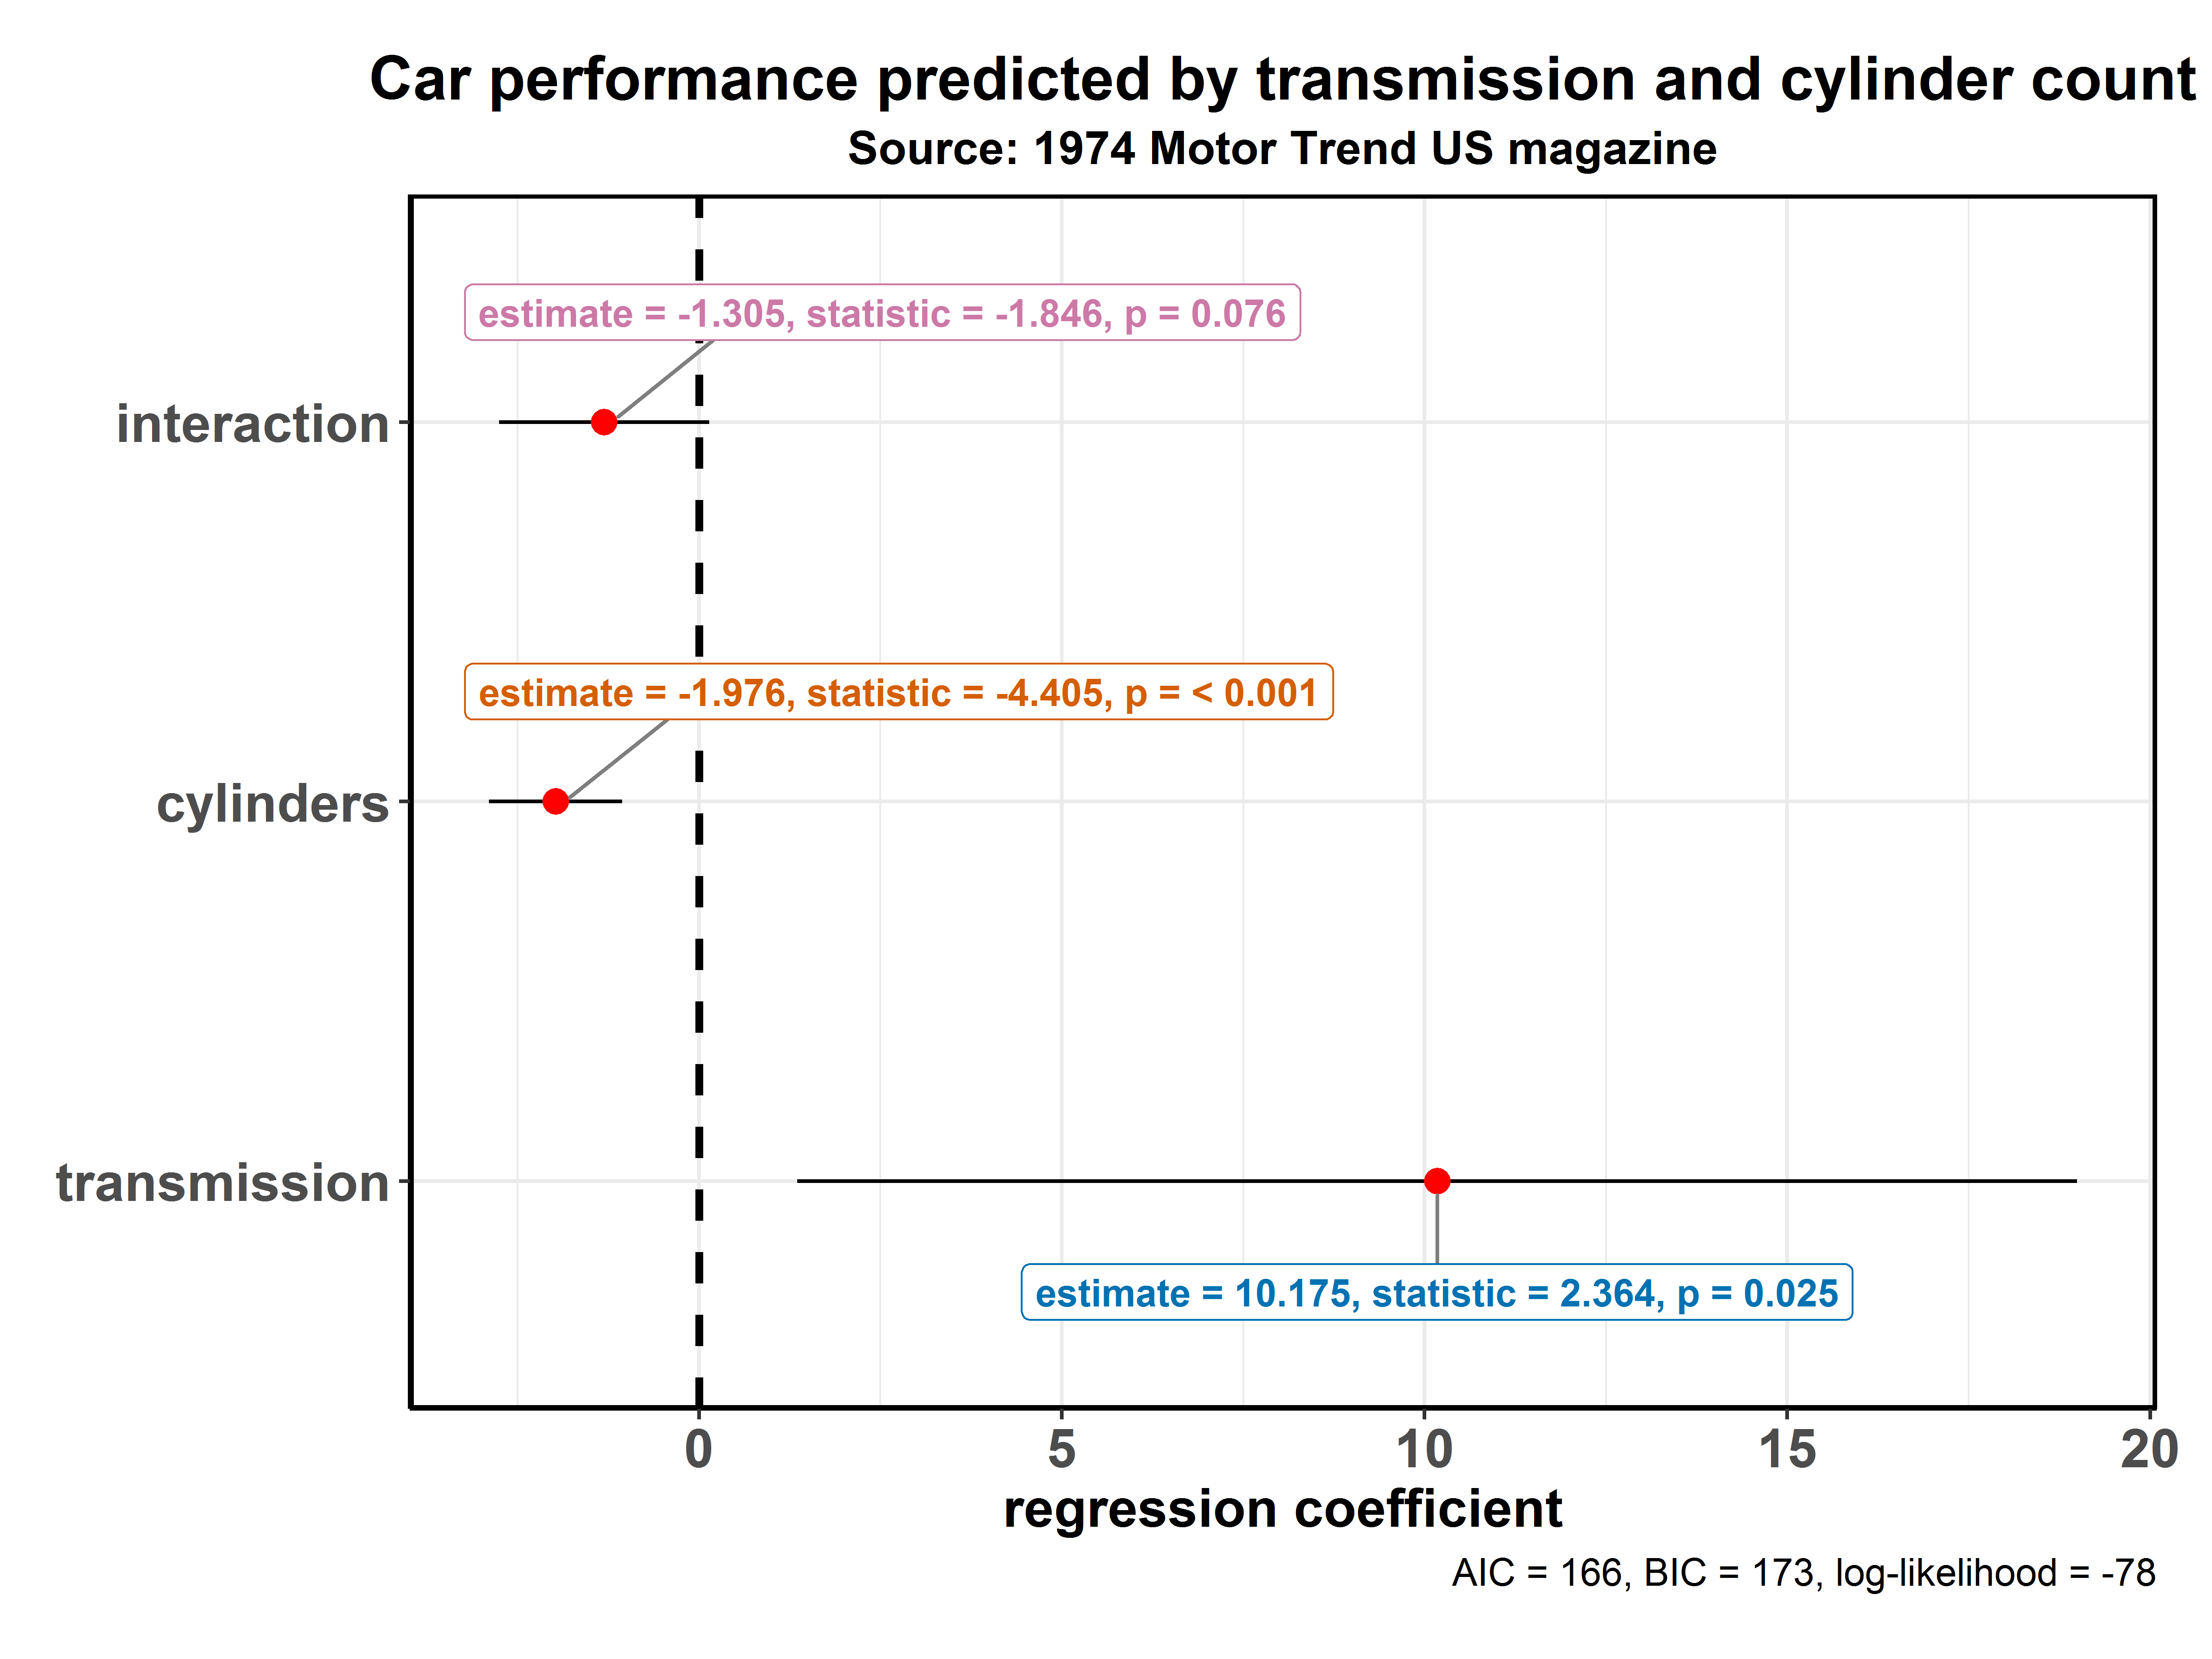 Car performance predicted by transmission and cylinder count
Source: 1974 Motor Trend US magazine
estimate = -1.305, statistic = -1.846, p = 0.076
interaction
estimate = -1.976, statistic = -4.405, p = < 0.001
cylinders
transmission
estimate = 10.175, statistic = 2.364, p = 0.025
0 5 10 15 20
regression coefficient
AIC = 166, BIC = 173, log-likelihood = -78